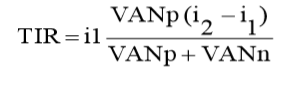 TIR = i1 VANp (i₂ – i₁)
VANp + VANn